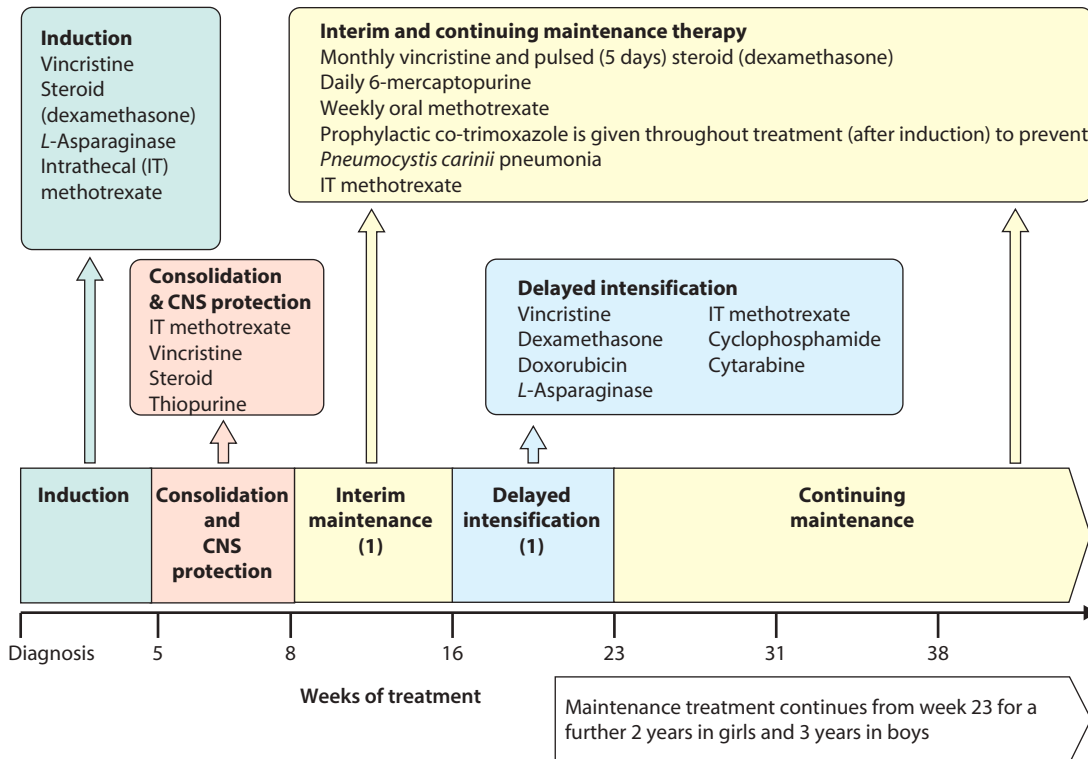 Induction
Vincristine
Steroid
(dexamethasone)
L-Asparaginase
Intrathecal (IT)
methotrexate
Interim and continuing maintenance therapy
Monthly vincristine and pulsed (5 days) steroid (dexamethasone)
Daily 6-mercaptopurine
Weekly oral methotrexate
Prophylactic co-trimoxazole is given throughout treatment (after induction) to prevent
Pneumocystis carinii pneumonia
IT methotrexate
Consolidation
& CNS protection
IT methotrexate
Vincristine
Steroid
Thiopurine
Delayed intensification
Vincristine
Dexamethasone
Doxorubicin
L-Asparaginase
IT methotrexate
Cyclophosphamide
Cytarabine
Induction
Consolidation
and
CNS
protection
Interim
maintenance
(1)
Delayed
intensification
(1)
Continuing
maintenance
Diagnosis 5 8 16 23 31 38
Weeks of treatment
Maintenance treatment continues from week 23 for a
further 2 years in girls and 3 years in boys